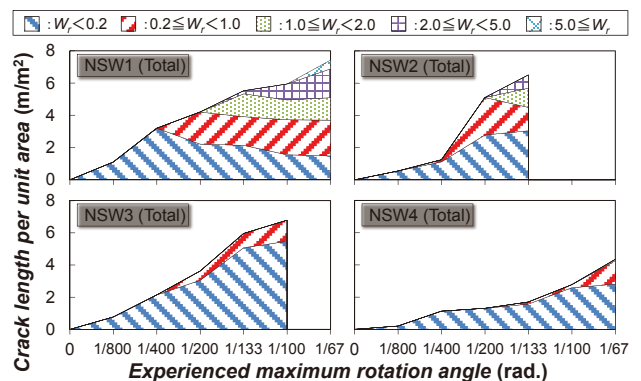 : Wr<0.2 : 0.2≦Wr<1.0 : 1.0≦Wr<2.0 : 2.0≦Wr<5.0 : 5.0≦Wr
Crack length per unit area (m/m²)
8
6
4
2
0
NSW1 (Total)
NSW2 (Total)
8
6
4
2
0
NSW3 (Total)
NSW4 (Total)
0 1/800 1/400 1/200 1/133 1/100 1/67
0 1/800 1/400 1/200 1/133 1/100 1/67
Experienced maximum rotation angle (rad.)